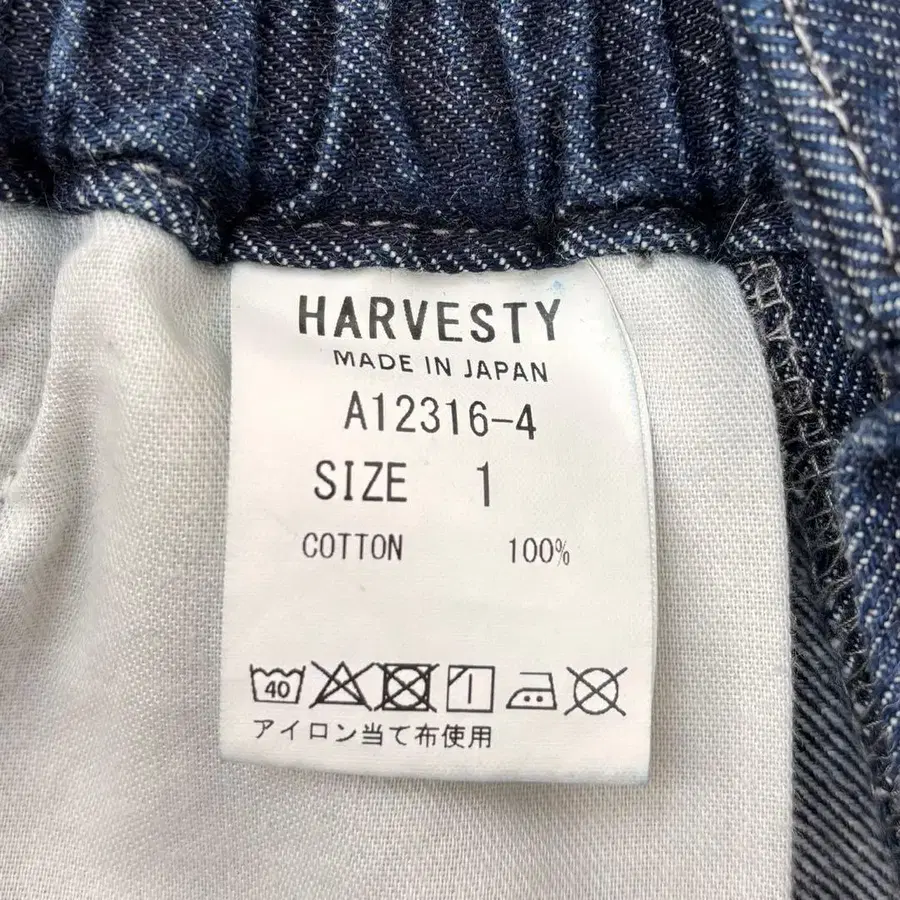 HARVESTY
MADE IN JAPAN
A12316-4
SIZE 1
COTTON 100%
40
アイロン当て布使用